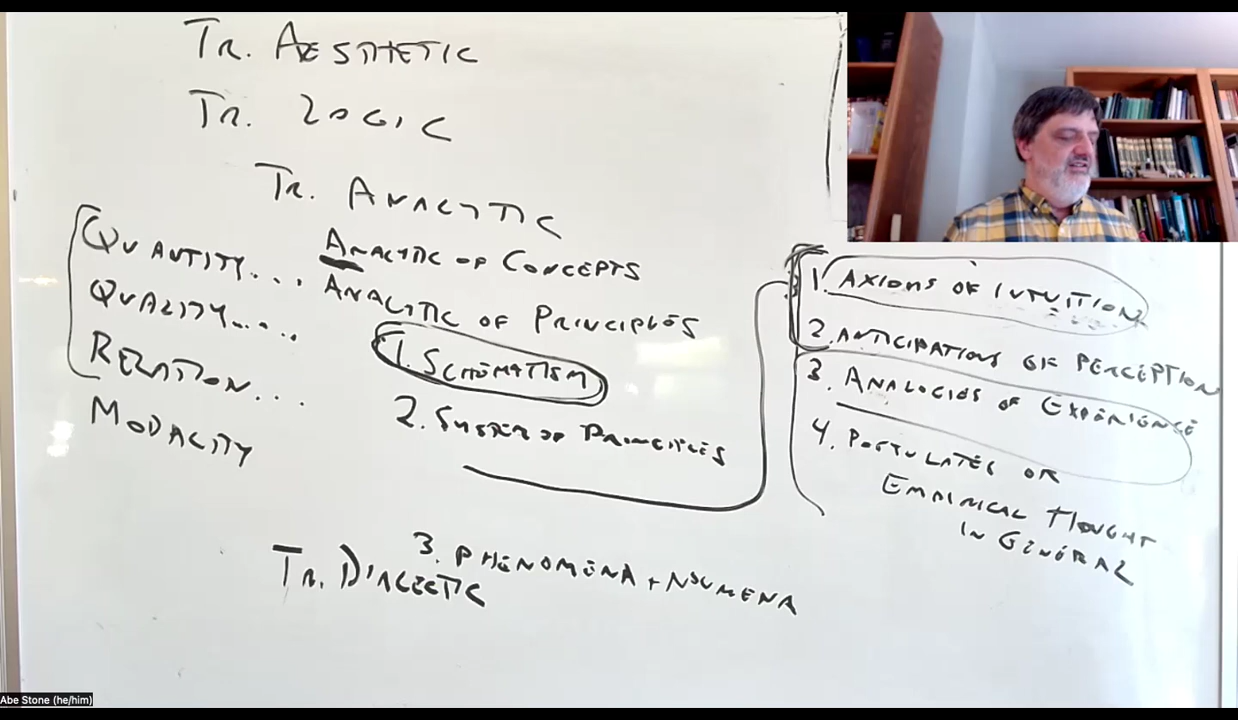 Tr. AESTHETIC
Tr. LOGIC
Tr. ANALYTIC
QUANTITY...
QUALITY.....
RELATION...
MODALITY
ANALYTIC OF CONCEPTS
ANALYTIC OF PRINCIPLES
1. SCHEMATISM
2. SYSTEM OF PRINCIPLES
3. PHENOMENA + NOUMENA
Tr. DIALECTIC
1. AXIOMS OF INTUITION
2. ANTICIPATIONS OF PERCEPTION
3. ANALOGIES OF EXPERIENCE
4. POSTULATES OF
EMPIRICAL THOUGHT
IN GENERAL
Abe Stone (he/him)